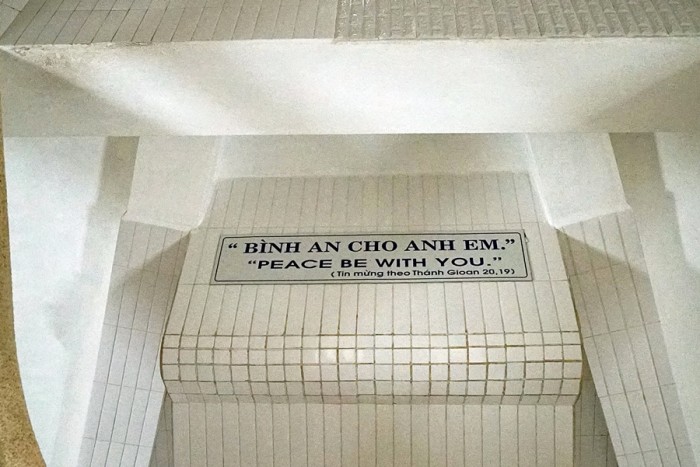 “ BÌNH AN CHO ANH EM.”
“PEACE BE WITH YOU.”
( Tin mừng theo Thánh Gioan 20,19)